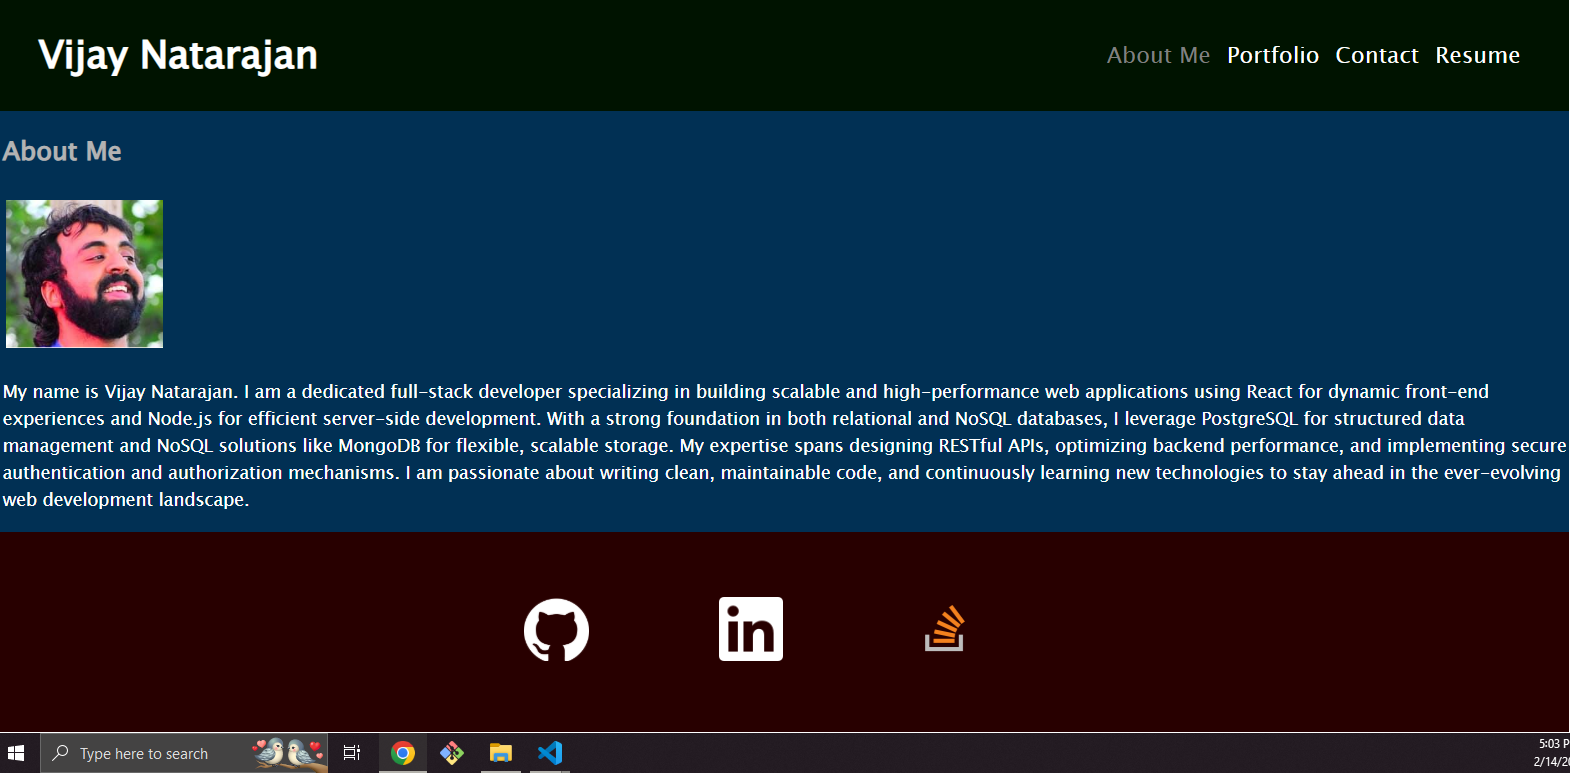 Vijay Natarajan
About Me Portfolio Contact Resume
About Me
My name is Vijay Natarajan. I am a dedicated full-stack developer specializing in building scalable and high-performance web applications using React for dynamic front-end
experiences and Node.js for efficient server-side development. With a strong foundation in both relational and NoSQL databases, I leverage PostgreSQL for structured data
management and NoSQL solutions like MongoDB for flexible, scalable storage. My expertise spans designing RESTful APIs, optimizing backend performance, and implementing secure
authentication and authorization mechanisms. I am passionate about writing clean, maintainable code, and continuously learning new technologies to stay ahead in the ever-evolving
web development landscape.
in
Type here to search
5:03 P
2/14/20